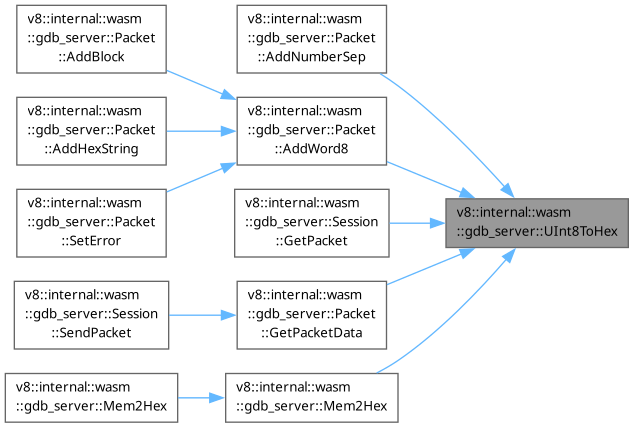 v8::internal::wasm
::gdb_server::Packet
::AddBlock
v8::internal::wasm
::gdb_server::Packet
::AddNumberSep
v8::internal::wasm
::gdb_server::Packet
::AddHexString
v8::internal::wasm
::gdb_server::Packet
::AddWord8
v8::internal::wasm
::gdb_server::Packet
::SetError
v8::internal::wasm
::gdb_server::Session
::GetPacket
v8::internal::wasm
::gdb_server::UInt8ToHex
v8::internal::wasm
::gdb_server::Session
::SendPacket
v8::internal::wasm
::gdb_server::Packet
::GetPacketData
v8::internal::wasm
::gdb_server::Mem2Hex
v8::internal::wasm
::gdb_server::Mem2Hex